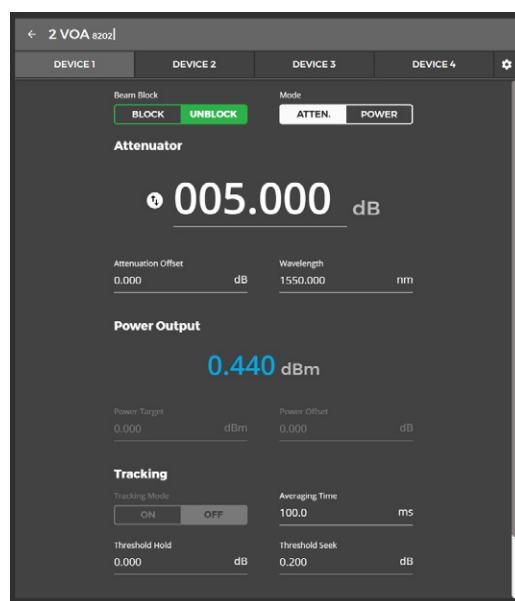 ← 2 VOA 8202
DEVICE 1 DEVICE 2 DEVICE 3 DEVICE 4
Beam Block Mode
BLOCK UNBLOCK ATTEN. POWER
Attenuator
005.000 dB
Attenuation Offset Wavelength
0.000 dB 1550.000 nm
Power Output
0.440 dBm
Power Target Power Offset
0.000 dBm 0.000 dB
Tracking
Tracking Mode Averaging Time
ON OFF 100.0 ms
Threshold Hold Threshold Seek
0.000 dB 0.200 dB